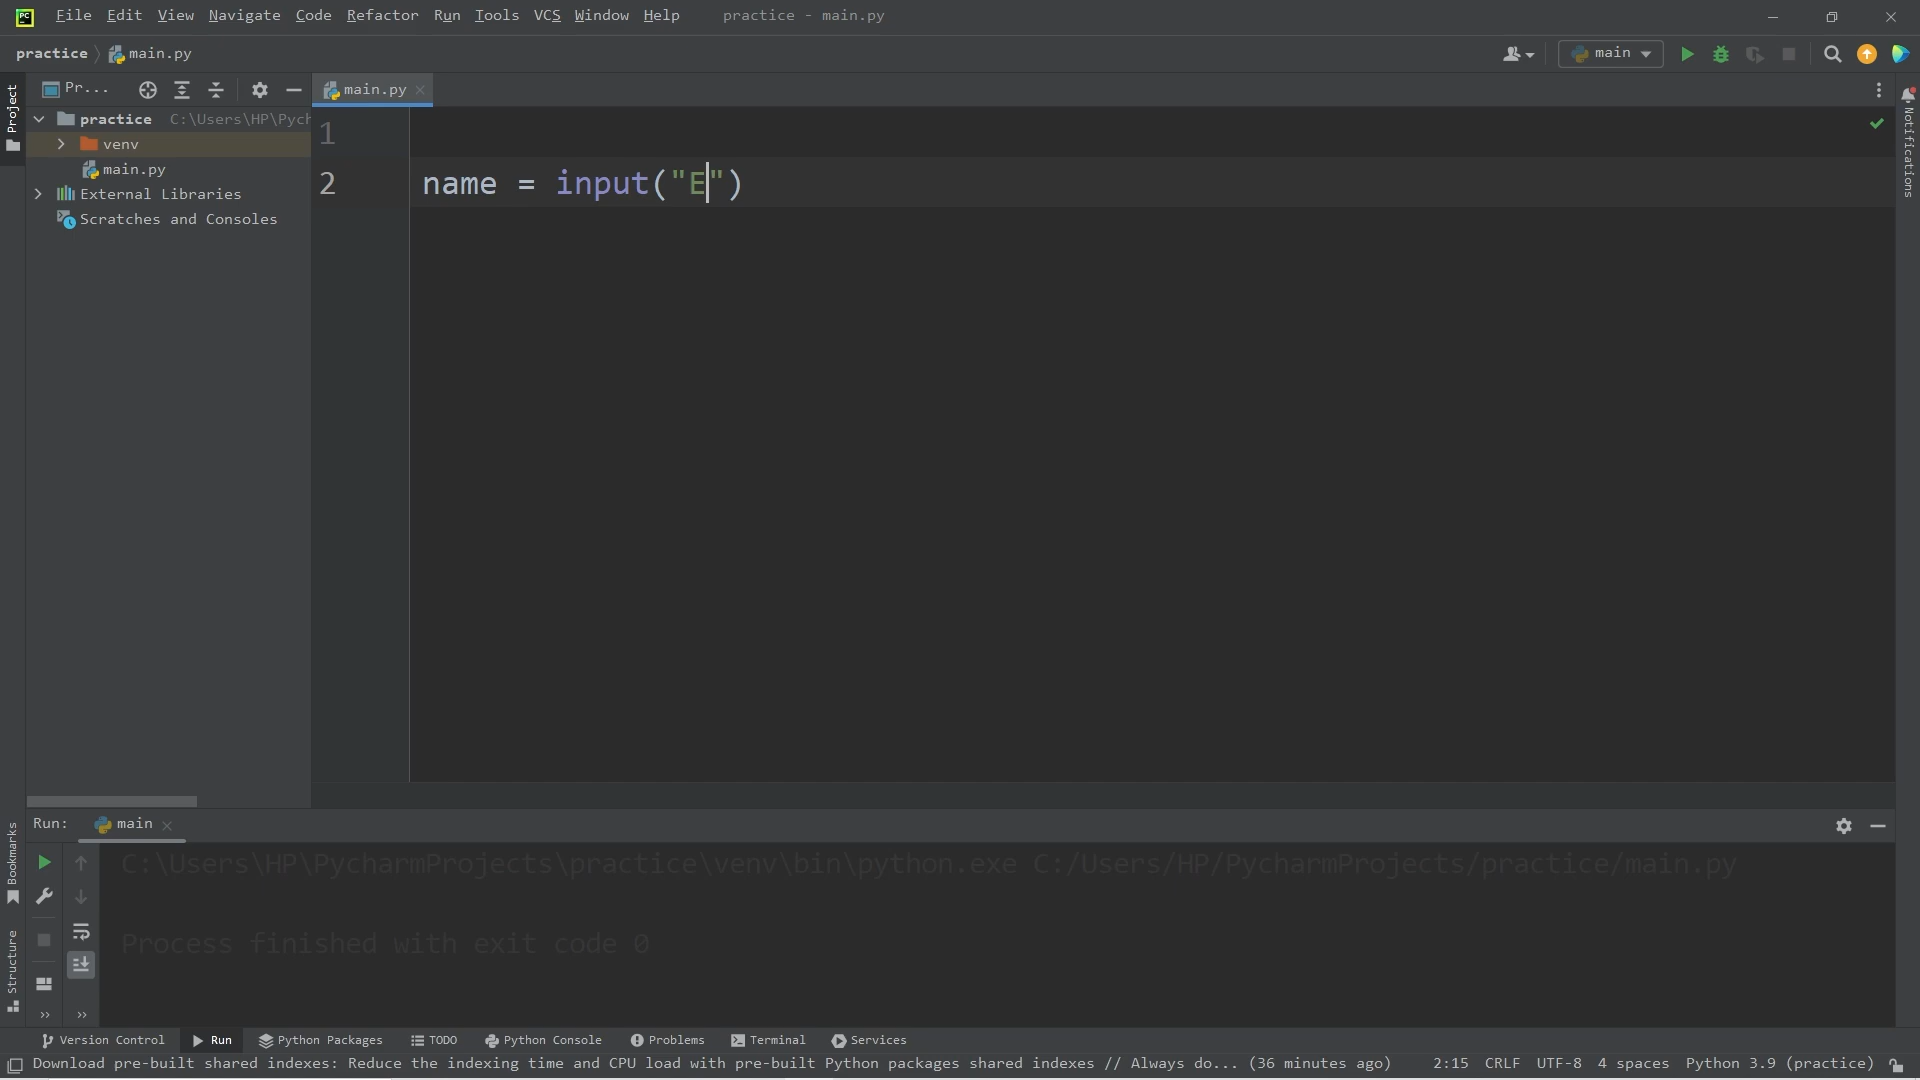 PC
File Edit View Navigate Code Refactor Run Tools VCS Window Help practice - main.py
practice main.py
main
Project
Pr...
main.py
practice C:\Users\HP\Pych
venv
main.py
External Libraries
Scratches and Consoles
1
2 name = input("E")
Notifications
Bookmarks
Structure
Run: main
C:\Users\HP\PycharmProjects\practice\venv\bin\python.exe C:/Users/HP/PycharmProjects/practice/main.py
Process finished with exit code 0
Version Control Run Python Packages TODO Python Console Problems Terminal Services
Download pre-built shared indexes: Reduce the indexing time and CPU load with pre-built Python packages shared indexes // Always do... (36 minutes ago) 2:15 CRLF UTF-8 4 spaces Python 3.9 (practice)